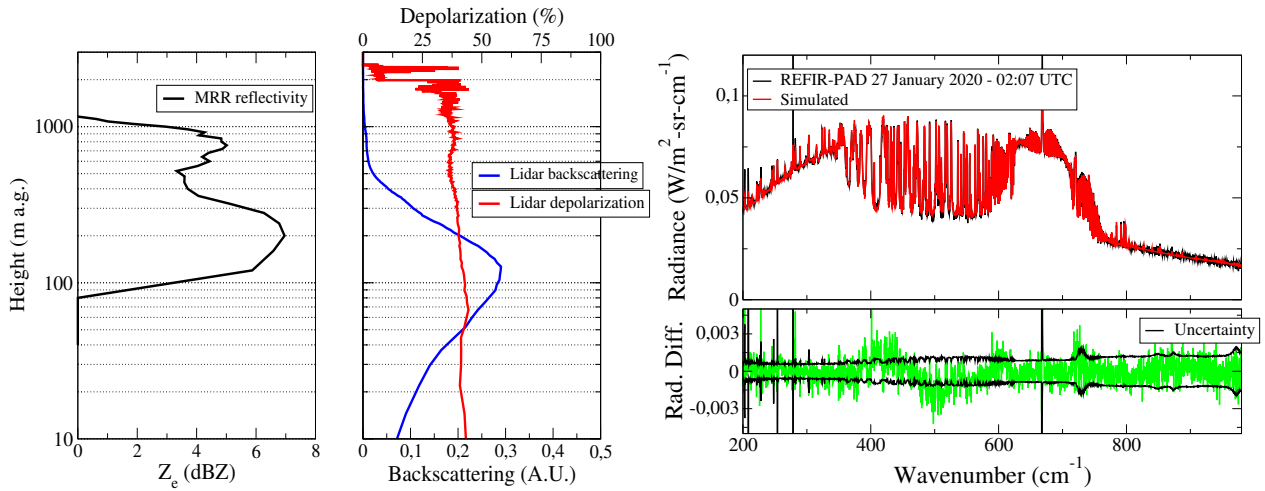 MRR reflectivity
Height (m a.g.)
1000
100
10
0 2 4 6 8
Z_e (dBZ)
Depolarization (%)
0 25 50 75 100
Lidar backscattering
Lidar depolarization
0 0,1 0,2 0,3 0,4 0,5
Backscattering (A.U.)
REFIR-PAD 27 January 2020 - 02:07 UTC
Simulated
Radiance (W/m²-sr-cm⁻¹)
0,1
0,05
0
Uncertainty
Rad. Diff.
0,003
0
-0,003
200 400 600 800
Wavenumber (cm⁻¹)